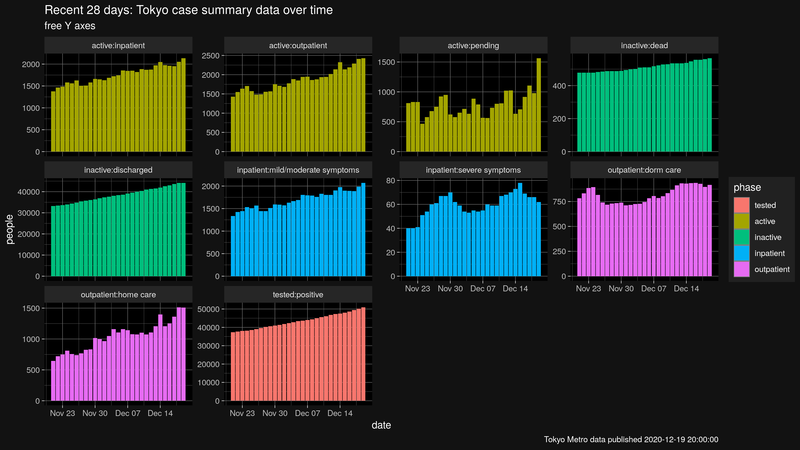 Recent 28 days: Tokyo case summary data over time
free Y axes
active:inpatient
active:outpatient
active:pending
inactive:dead
2000
1500
1000
500
0
2500
2000
1500
1000
500
0
1500
1000
500
0
400
200
0
inactive:discharged
inpatient:mild/moderate symptoms
inpatient:severe symptoms
outpatient:dorm care
40000
30000
20000
10000
0
2000
1500
1000
500
0
80
60
40
20
0
750
500
250
0
Nov 23 Nov 30 Dec 07 Dec 14
Nov 23 Nov 30 Dec 07 Dec 14
outpatient:home care
tested:positive
1500
1000
500
0
50000
40000
30000
20000
10000
0
Nov 23 Nov 30 Dec 07 Dec 14
Nov 23 Nov 30 Dec 07 Dec 14
people
date
phase
tested
active
inactive
inpatient
outpatient
Tokyo Metro data published 2020-12-19 20:00:00